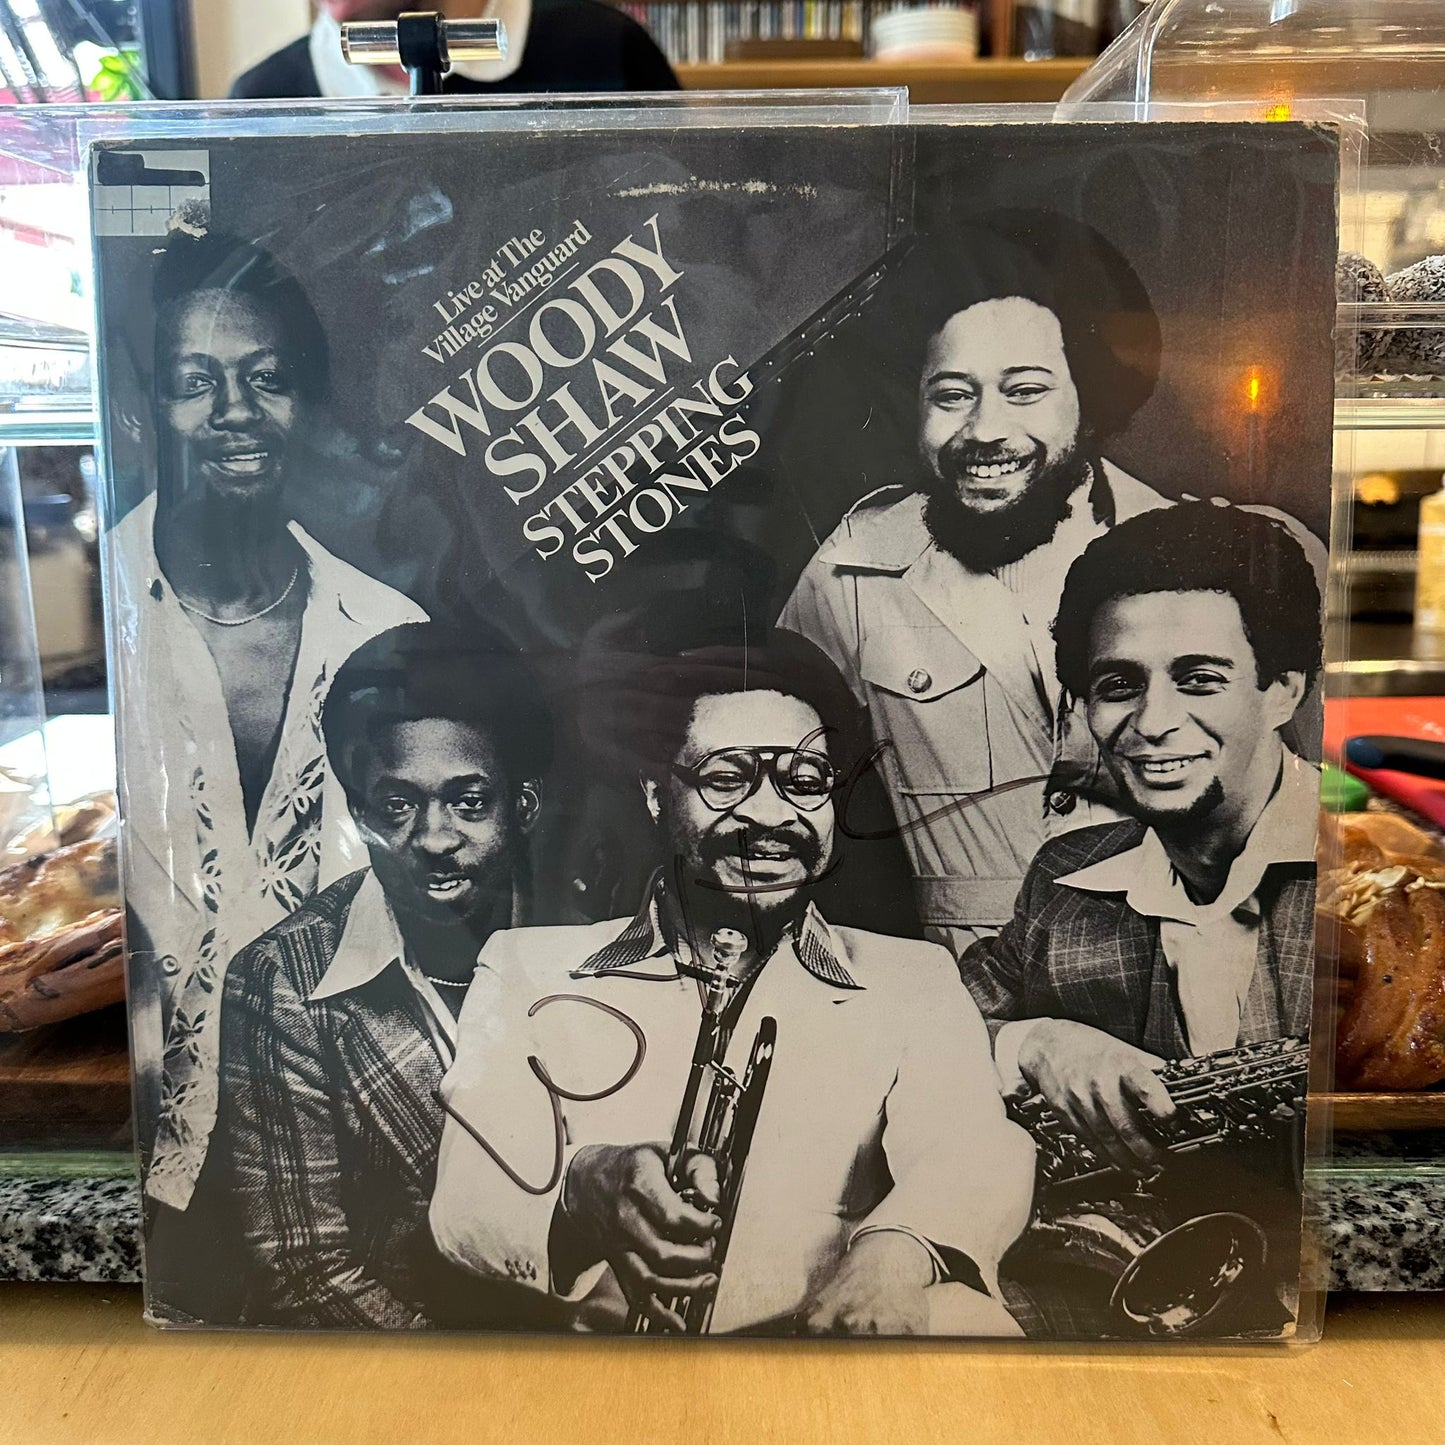 Live at The
Village Vanguard
WOODY
SHAW
STEPPING
STONES